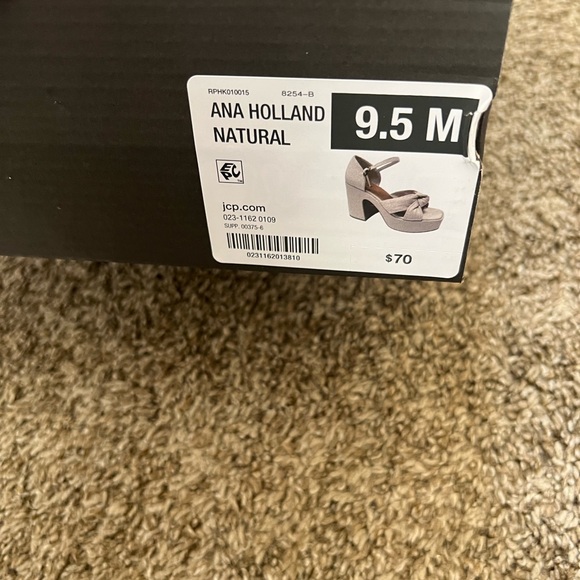 RPHK010015 8254-B
ANA HOLLAND
NATURAL
9.5 M
jcp.com
023-1162 0109
SUPP. 00375-6
0231162013810
$70